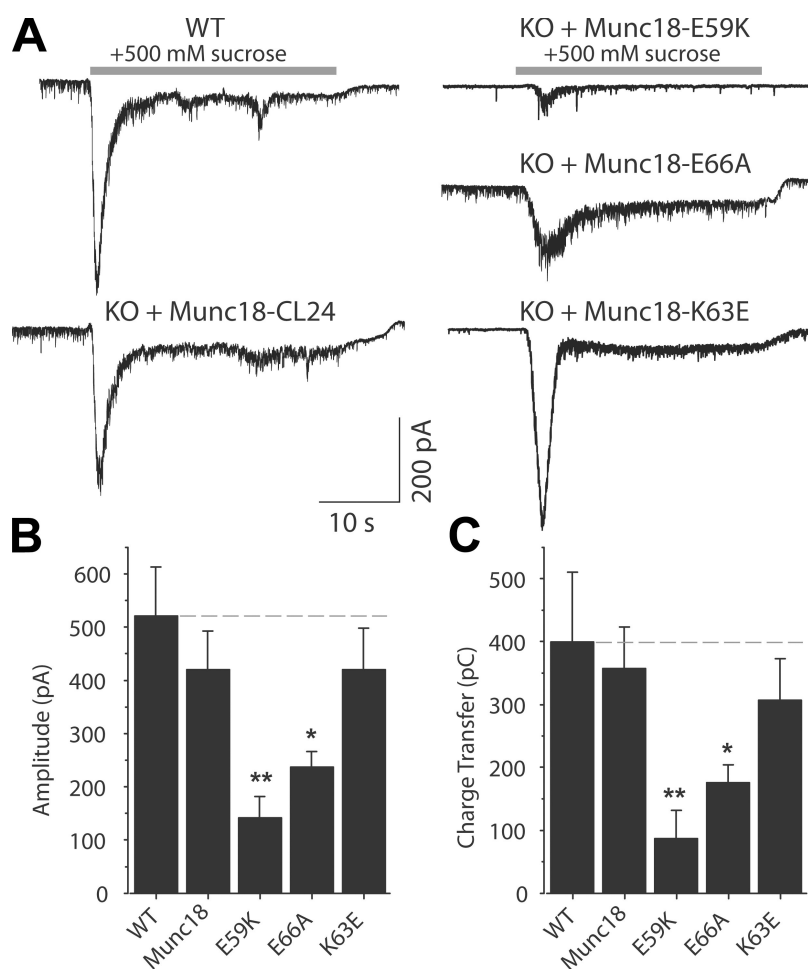 A
WT
+500 mM sucrose
KO + Munc18-E59K
+500 mM sucrose
KO + Munc18-E66A
KO + Munc18-CL24
KO + Munc18-K63E
200 pA
10 s
B
Amplitude (pA)
600
500
400
300
200
100
0
**
*
WT
Munc18
E59K
E66A
K63E
C
Charge Transfer (pC)
500
400
300
200
100
0
**
*
WT
Munc18
E59K
E66A
K63E